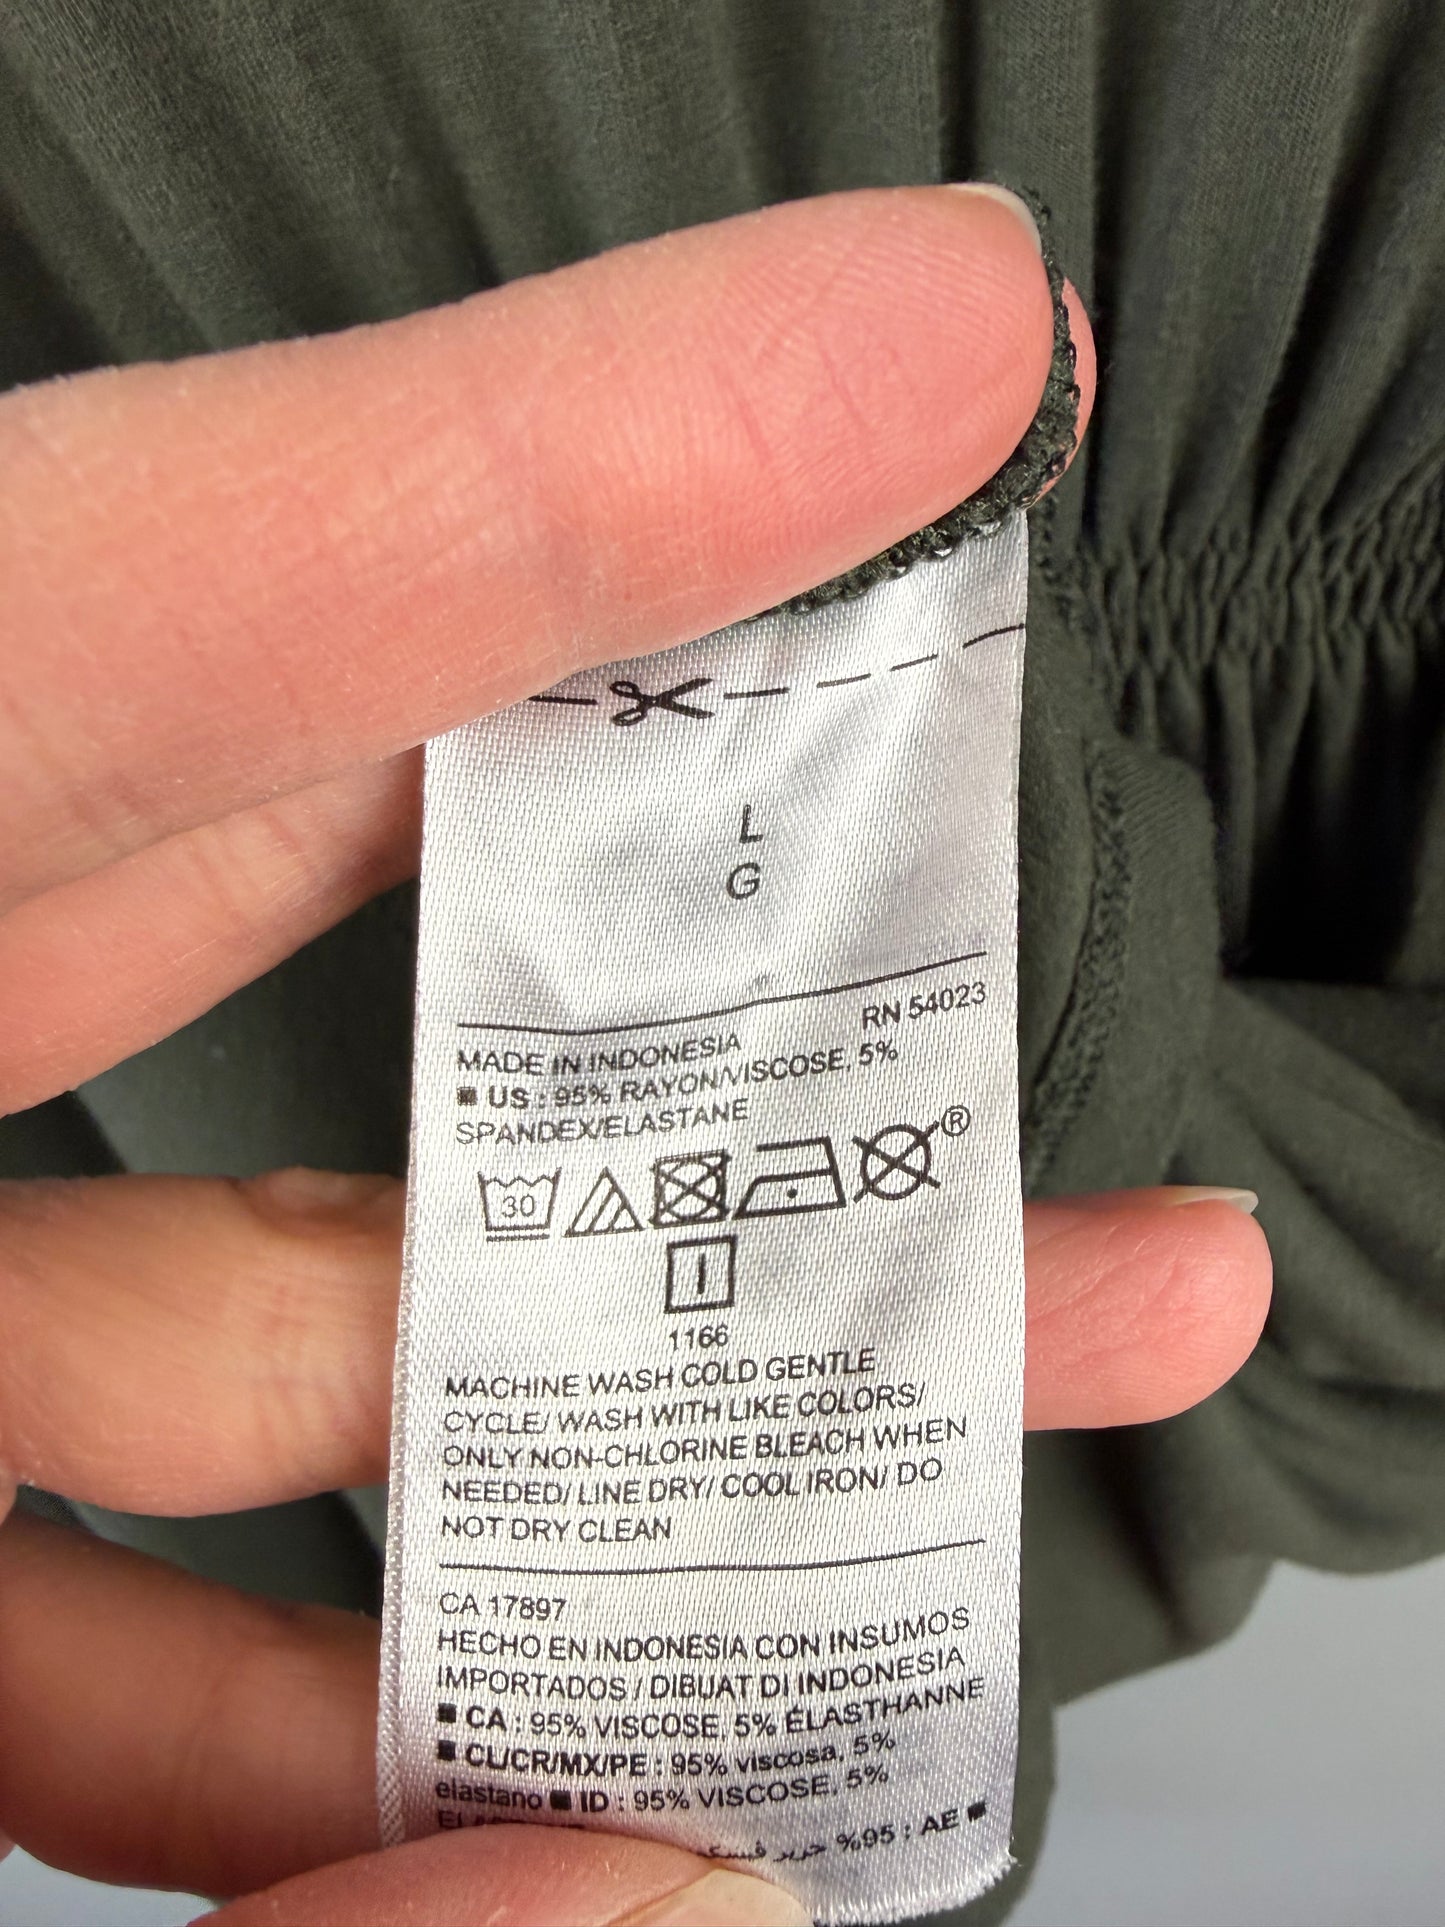 L
G
RN 54023
MADE IN INDONESIA
■ US : 95% RAYON/VISCOSE, 5%
SPANDEX/ELASTANE
30
®
1166
MACHINE WASH COLD GENTLE
CYCLE/ WASH WITH LIKE COLORS/
ONLY NON-CHLORINE BLEACH WHEN
NEEDED/ LINE DRY/ COOL IRON/ DO
NOT DRY CLEAN
CA 17897
HECHO EN INDONESIA CON INSUMOS
IMPORTADOS / DIBUAT DI INDONESIA
■ CA : 95% VISCOSE, 5% ÉLASTHANNE
■ CL/CR/MX/PE : 95% viscosa, 5%
elastano ■ ID : 95% VISCOSE, 5%
■ AE : 95% حرير